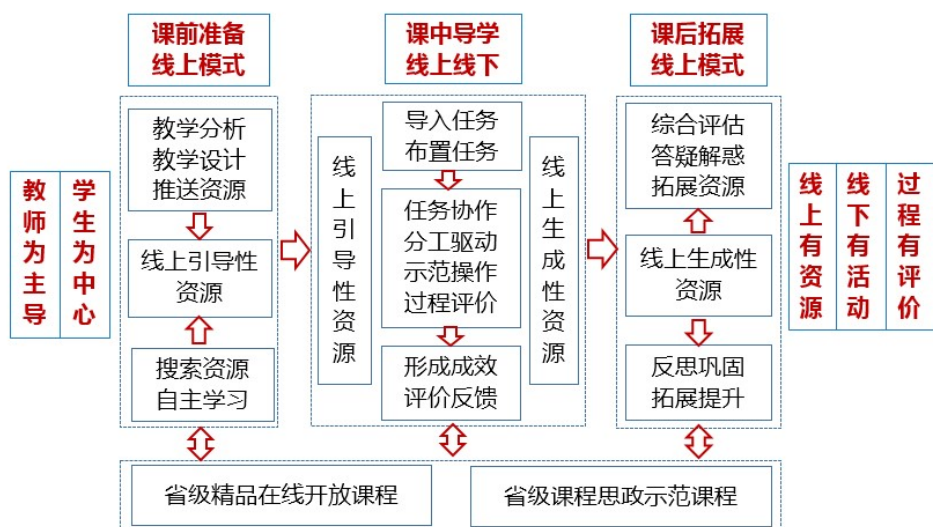 课前准备
线上模式
课中导学
线上线下
课后拓展
线上模式
教师为主导
学生为中心
教学分析
教学设计
推送资源
线上引导性
资源
搜索资源
自主学习
线上引导性资源
导入任务
布置任务
任务协作
分工驱动
示范操作
过程评价
形成成效
评价反馈
线上生成性资源
综合评估
答疑解惑
拓展资源
线上生成性
资源
反思巩固
拓展提升
线上有资源
线下有活动
过程有评价
省级精品在线开放课程
省级课程思政示范课程